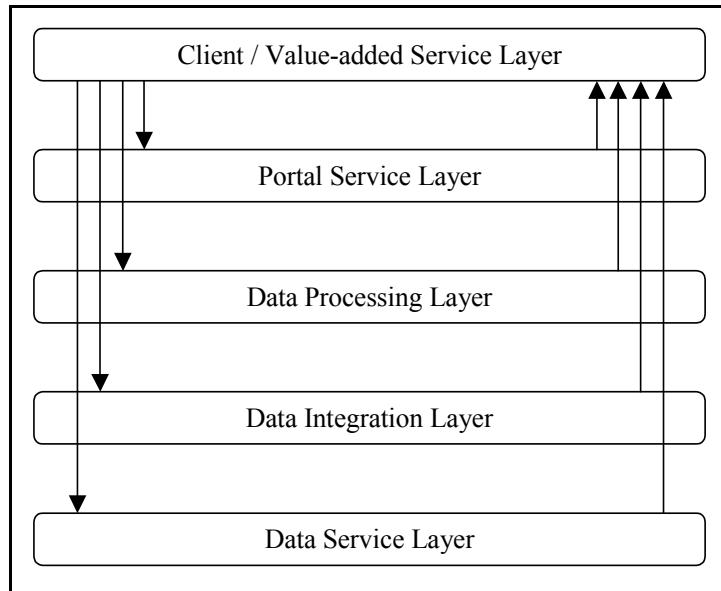 Client / Value-added Service Layer
Portal Service Layer
Data Processing Layer
Data Integration Layer
Data Service Layer